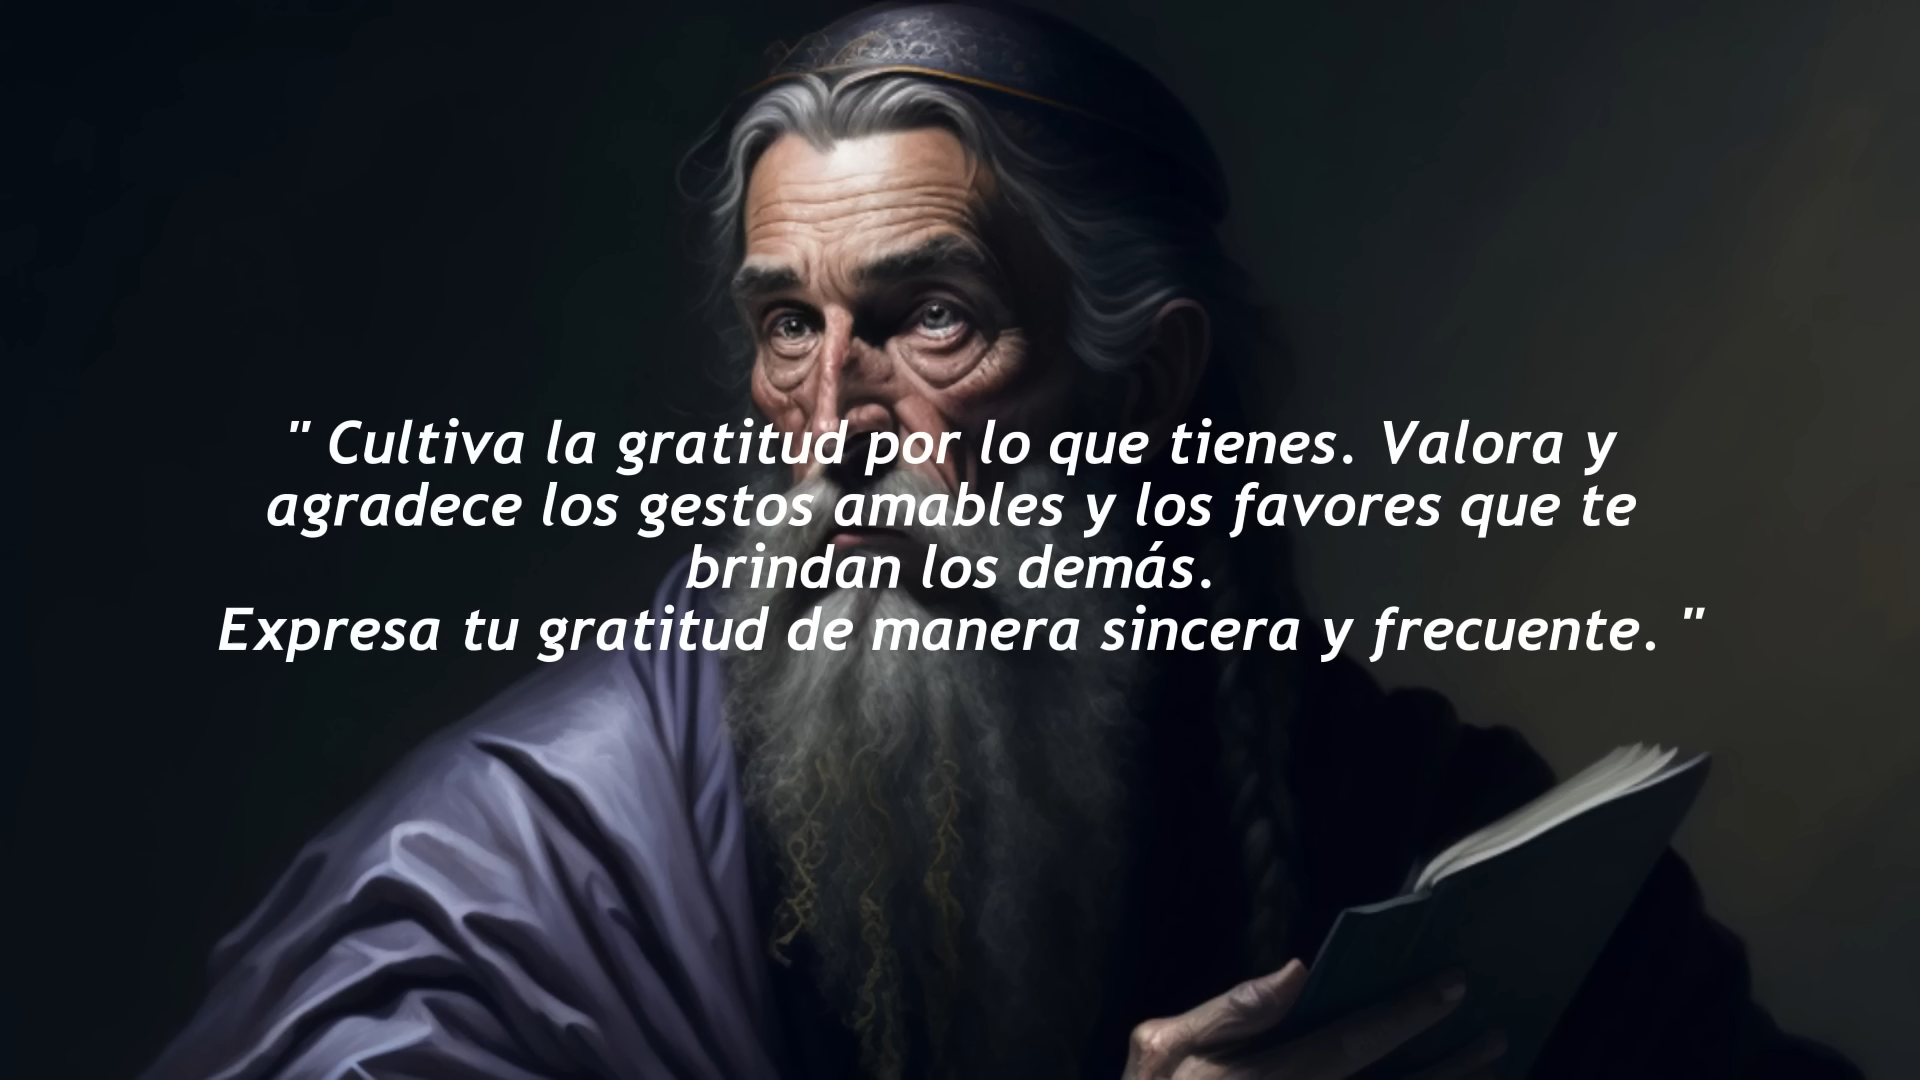 " Cultiva la gratitud por lo que tienes. Valora y
agradece los gestos amables y los favores que te
brindan los demás.
Expresa tu gratitud de manera sincera y frecuente. "